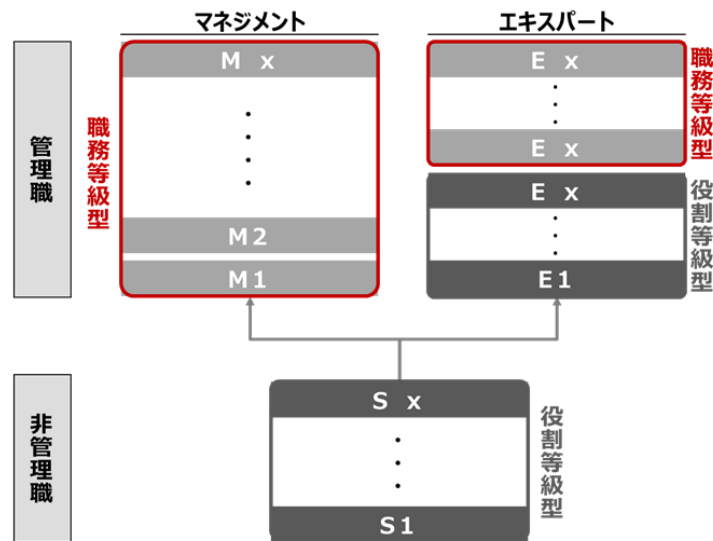 マネジメント
エキスパート
管理職
職務等級型
M x
M2
M1
E x
E x
職務等級型
E x
E1
役割等級型
非管理職
S x
S1
役割等級型